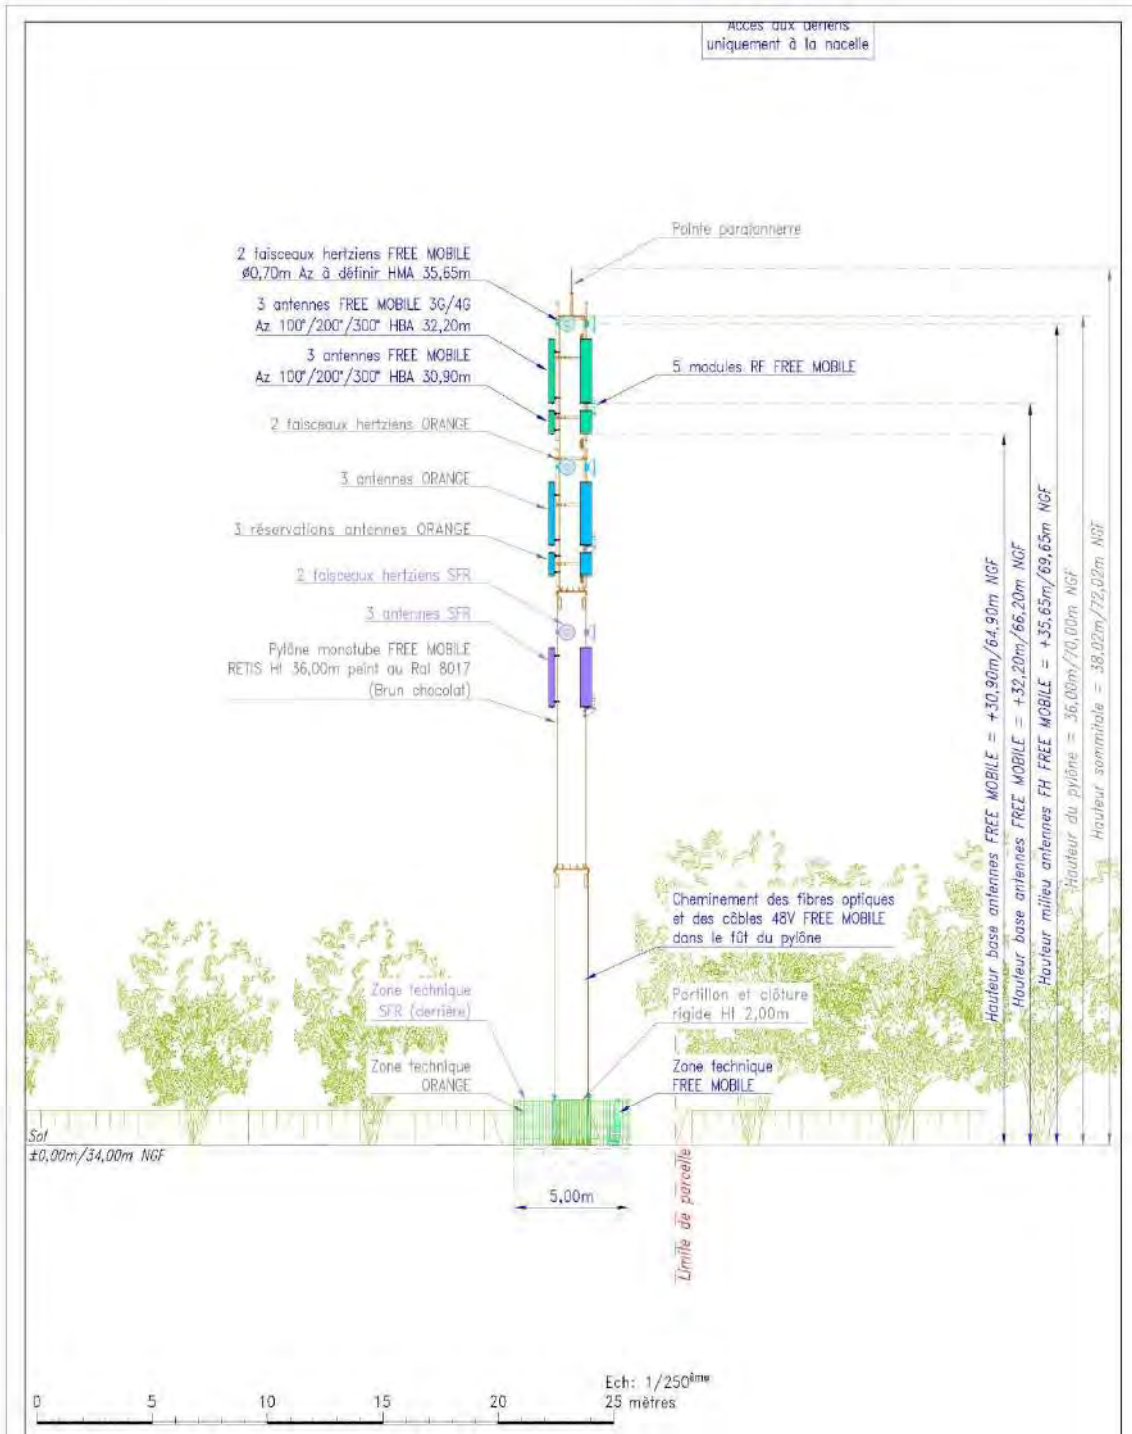 Accès aux aériens
uniquement à la nacelle
Pointe paratonnerre
2 faisceaux hertziens FREE MOBILE
ø0,70m Az à définir HMA 35,65m
3 antennes FREE MOBILE 3G/4G
Az 100°/200°/300° HBA 32,20m
3 antennes FREE MOBILE
Az 100°/200°/300° HBA 30,90m
5 modules RF FREE MOBILE
2 faisceaux hertziens ORANGE
3 antennes ORANGE
3 réservations antennes ORANGE
2 faisceaux hertziens SFR
3 antennes SFR
Pylône monotube FREE MOBILE
RETIS Ht 36,00m peint au Ral 8017
(Brun chocolat)
Hauteur base antennes FREE MOBILE = +30,90m/64,90m NGF
Hauteur base antennes FREE MOBILE = +32,20m/66,20m NGF
Hauteur milieu antennes FH FREE MOBILE = +35,65m/69,65m NGF
Hauteur du pylône = 36,00m/70,00m NGF
Hauteur sommitale = 38,02m/72,02m NGF
Cheminement des fibres optiques
et des câbles 48V FREE MOBILE
dans le fût du pylône
Zone technique
SFR (derrière)
Portillon et clôture
rigide Ht 2,00m
Zone technique
ORANGE
Zone technique
FREE MOBILE
Sol
±0,00m/34,00m NGF
5,00m
Limite de parcelle
Ech: 1/250ème
0 5 10 15 20 25 mètres